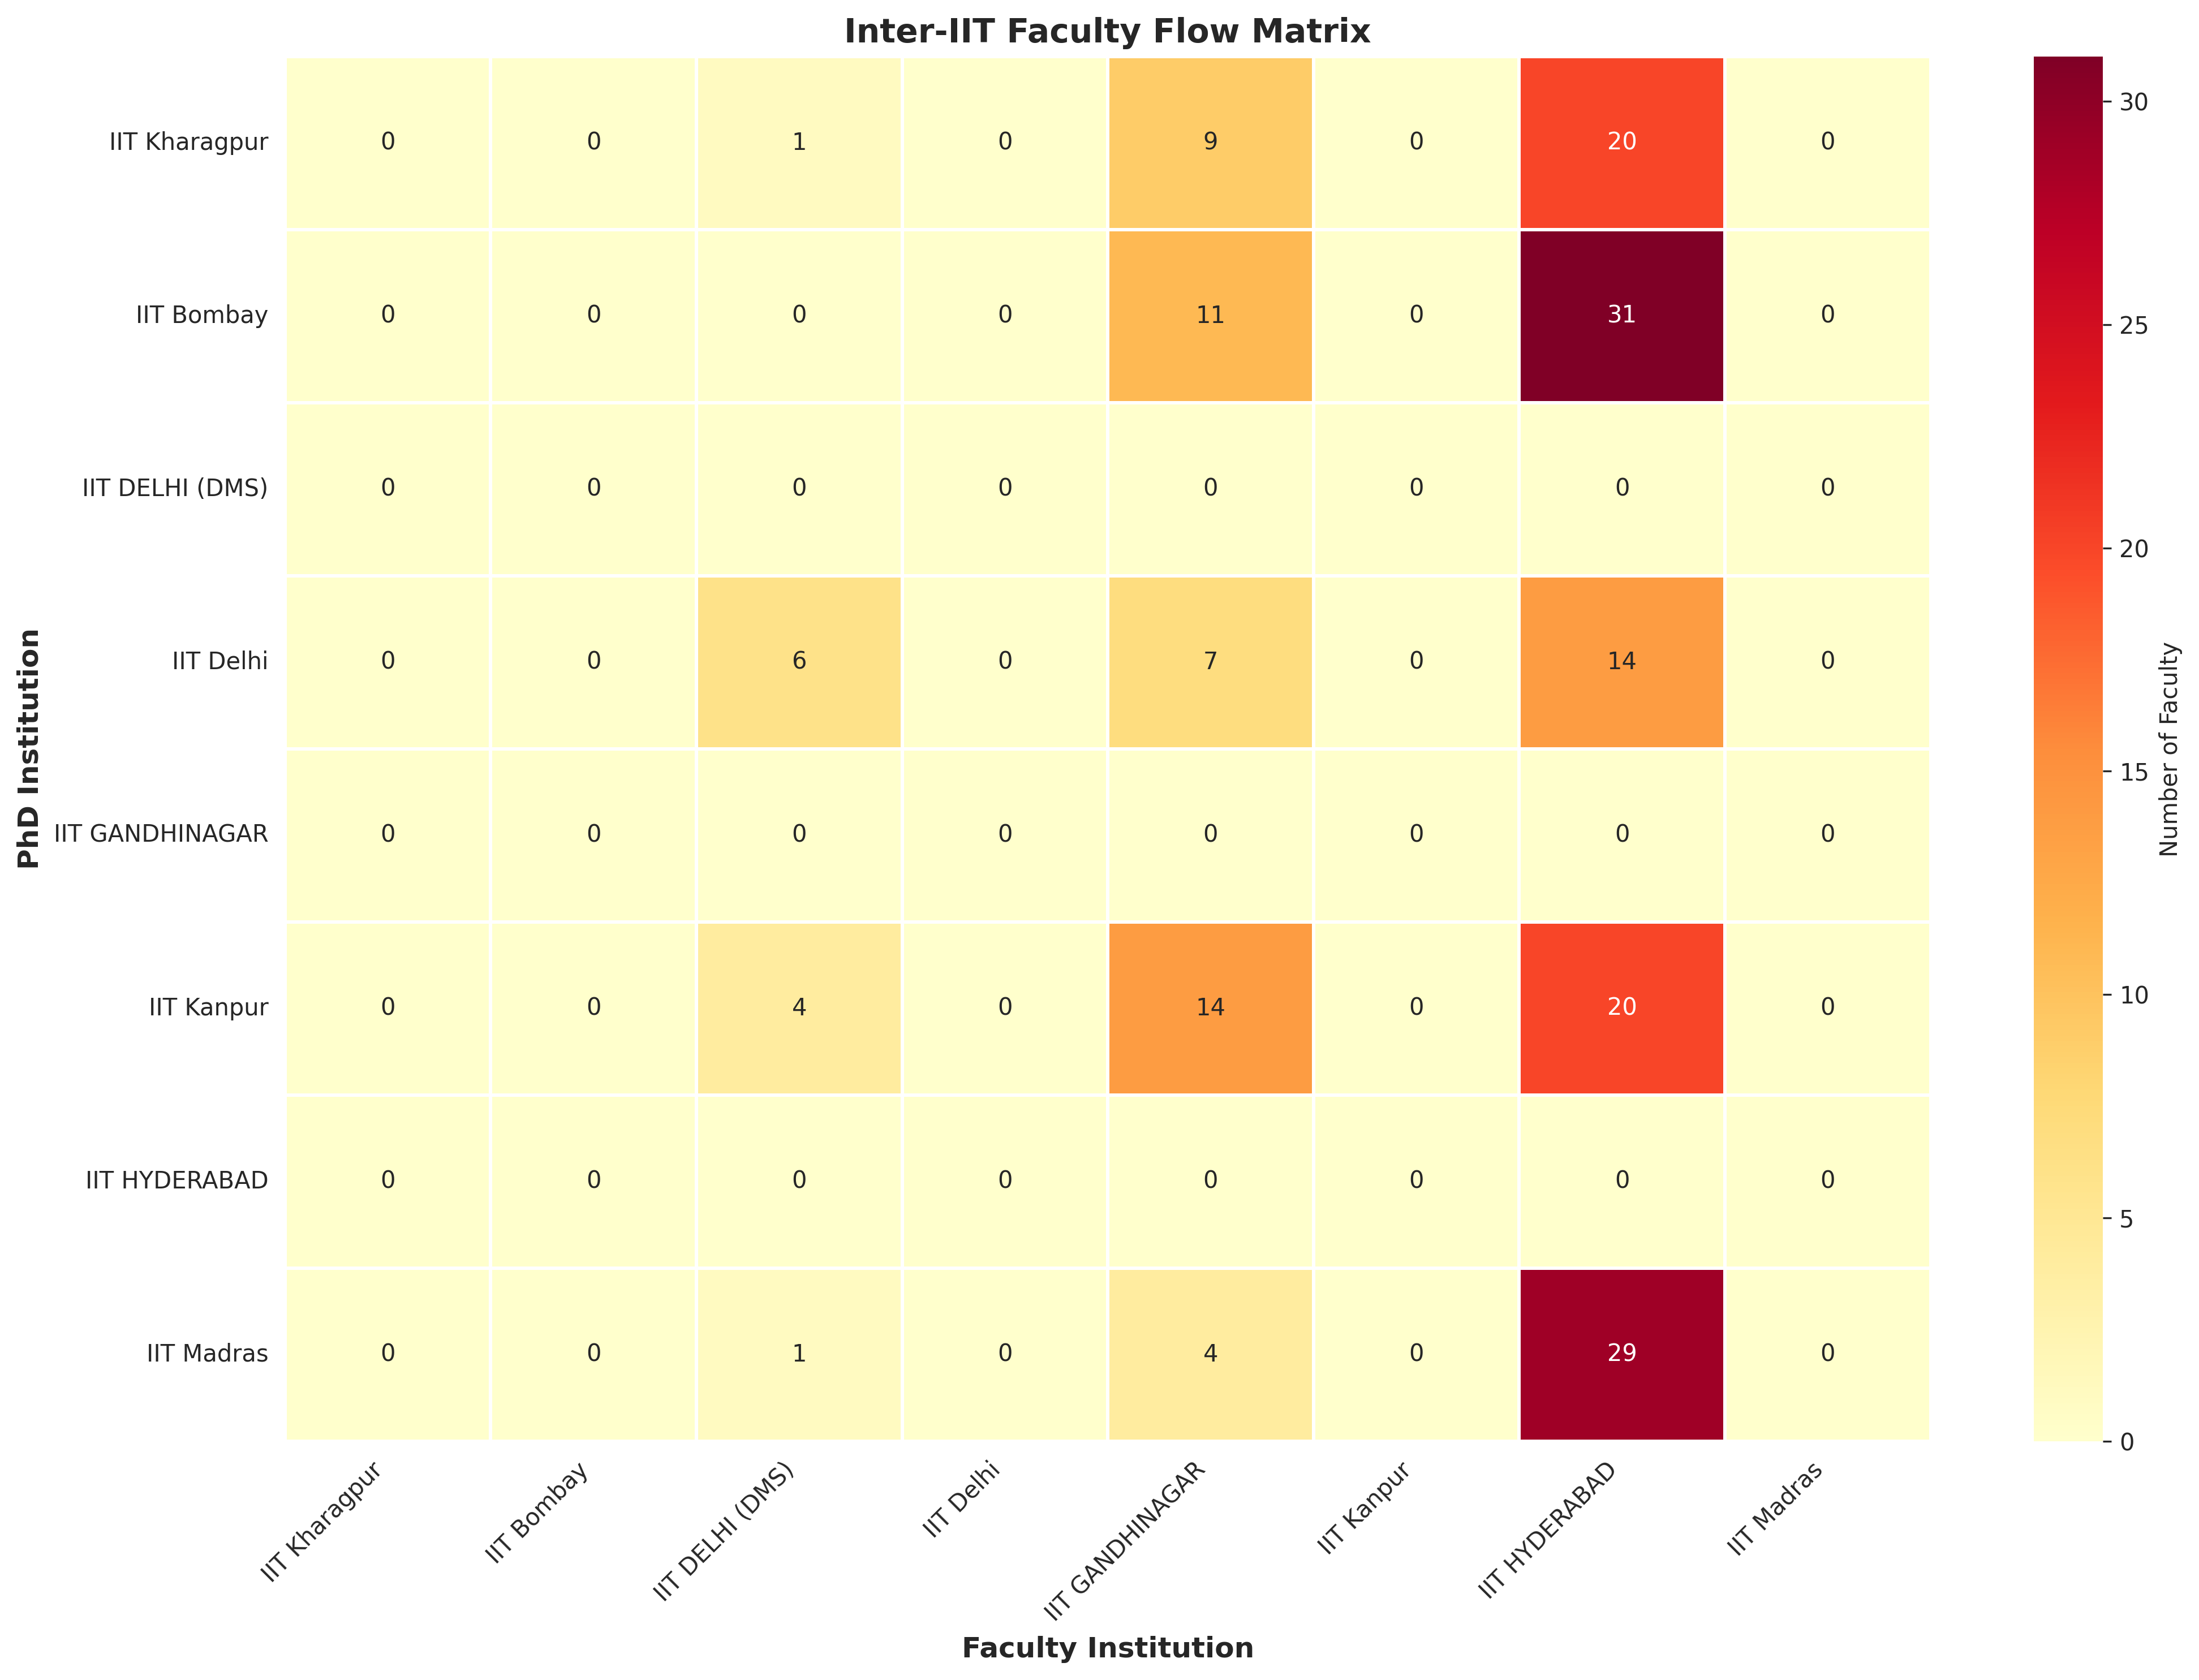 Inter-IIT Faculty Flow Matrix
IIT Kharagpur 0 0 1 0 9 0 20 0
IIT Bombay 0 0 0 0 11 0 31 0
IIT DELHI (DMS) 0 0 0 0 0 0 0 0
IIT Delhi 0 0 6 0 7 0 14 0
IIT GANDHINAGAR 0 0 0 0 0 0 0 0
IIT Kanpur 0 0 4 0 14 0 20 0
IIT HYDERABAD 0 0 0 0 0 0 0 0
IIT Madras 0 0 1 0 4 0 29 0
PhD Institution
IIT Kharagpur
IIT Bombay
IIT DELHI (DMS)
IIT Delhi
IIT GANDHINAGAR
IIT Kanpur
IIT HYDERABAD
IIT Madras
Faculty Institution
30
25
20
15
10
5
0
Number of Faculty